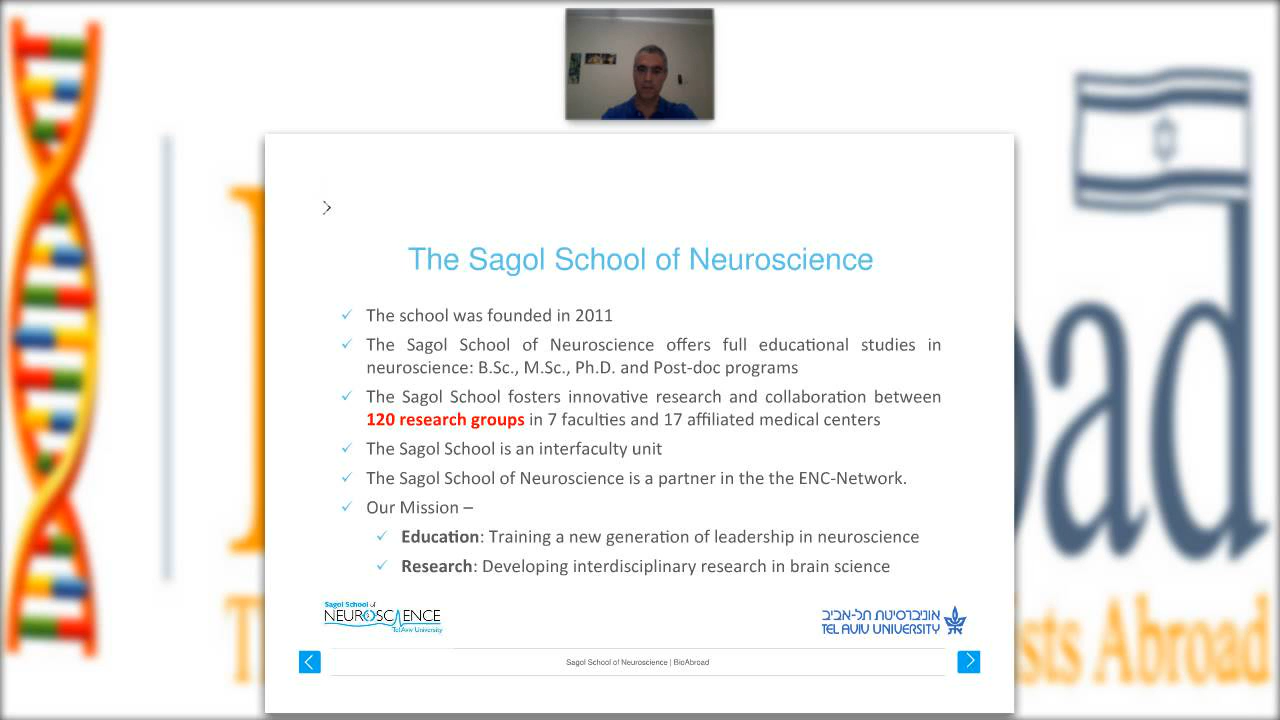 The Sagol School of Neuroscience
The school was founded in 2011
The Sagol School of Neuroscience offers full educational studies in
neuroscience: B.Sc., M.Sc., Ph.D. and Post-doc programs
The Sagol School fosters innovative research and collaboration between
120 research groups in 7 faculties and 17 affiliated medical centers
The Sagol School is an interfaculty unit
The Sagol School of Neuroscience is a partner in the the ENC-Network.
Our Mission –
Education: Training a new generation of leadership in neuroscience
Research: Developing interdisciplinary research in brain science
Sagol School of
NEUROSCIENCE
Tel Aviv University
אוניברסיטת תל-אביב
TEL AVIV UNIVERSITY
Sagol School of Neuroscience | BioAbroad
oad
sts Abroad